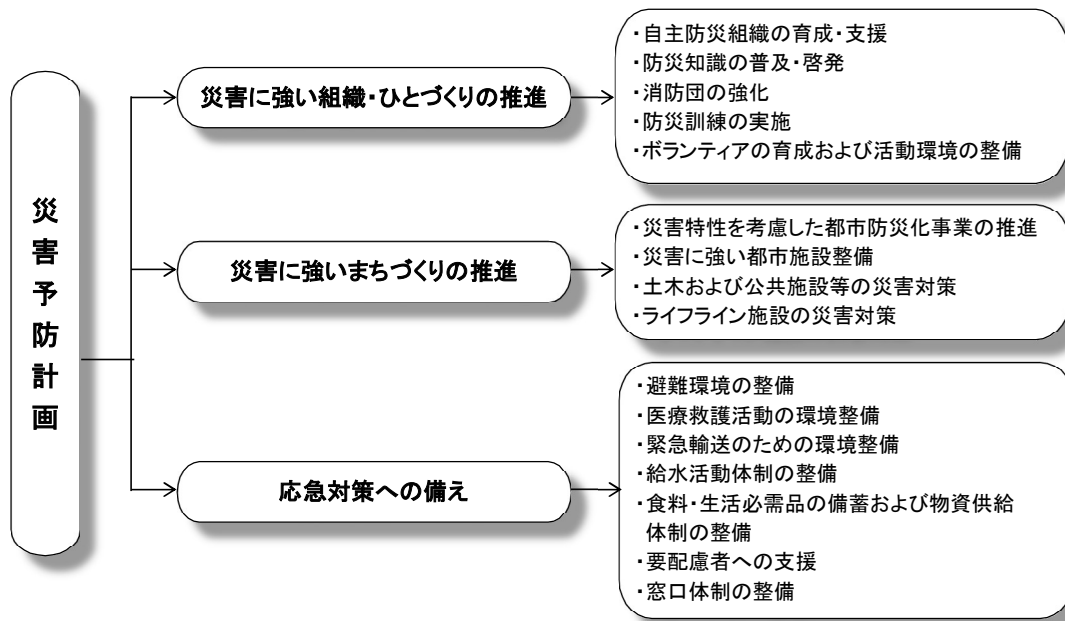 災害予防計画
災害に強い組織・ひとづくりの推進
・自主防災組織の育成・支援
・防災知識の普及・啓発
・消防団の強化
・防災訓練の実施
・ボランティアの育成および活動環境の整備
災害に強いまちづくりの推進
・災害特性を考慮した都市防災化事業の推進
・災害に強い都市施設整備
・土木および公共施設等の災害対策
・ライフライン施設の災害対策
応急対策への備え
・避難環境の整備
・医療救護活動の環境整備
・緊急輸送のための環境整備
・給水活動体制の整備
・食料・生活必需品の備蓄および物資供給
体制の整備
・要配慮者への支援
・窓口体制の整備